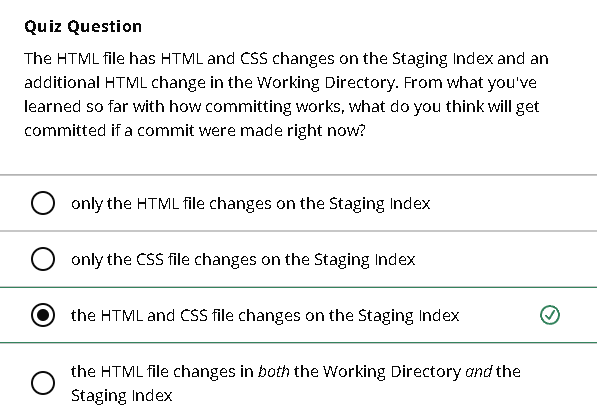 Quiz Question
The HTML file has HTML and CSS changes on the Staging Index and an
additional HTML change in the Working Directory. From what you've
learned so far with how committing works, what do you think will get
committed if a commit were made right now?
only the HTML file changes on the Staging Index
only the CSS file changes on the Staging Index
the HTML and CSS file changes on the Staging Index
the HTML file changes in both the Working Directory and the
Staging Index